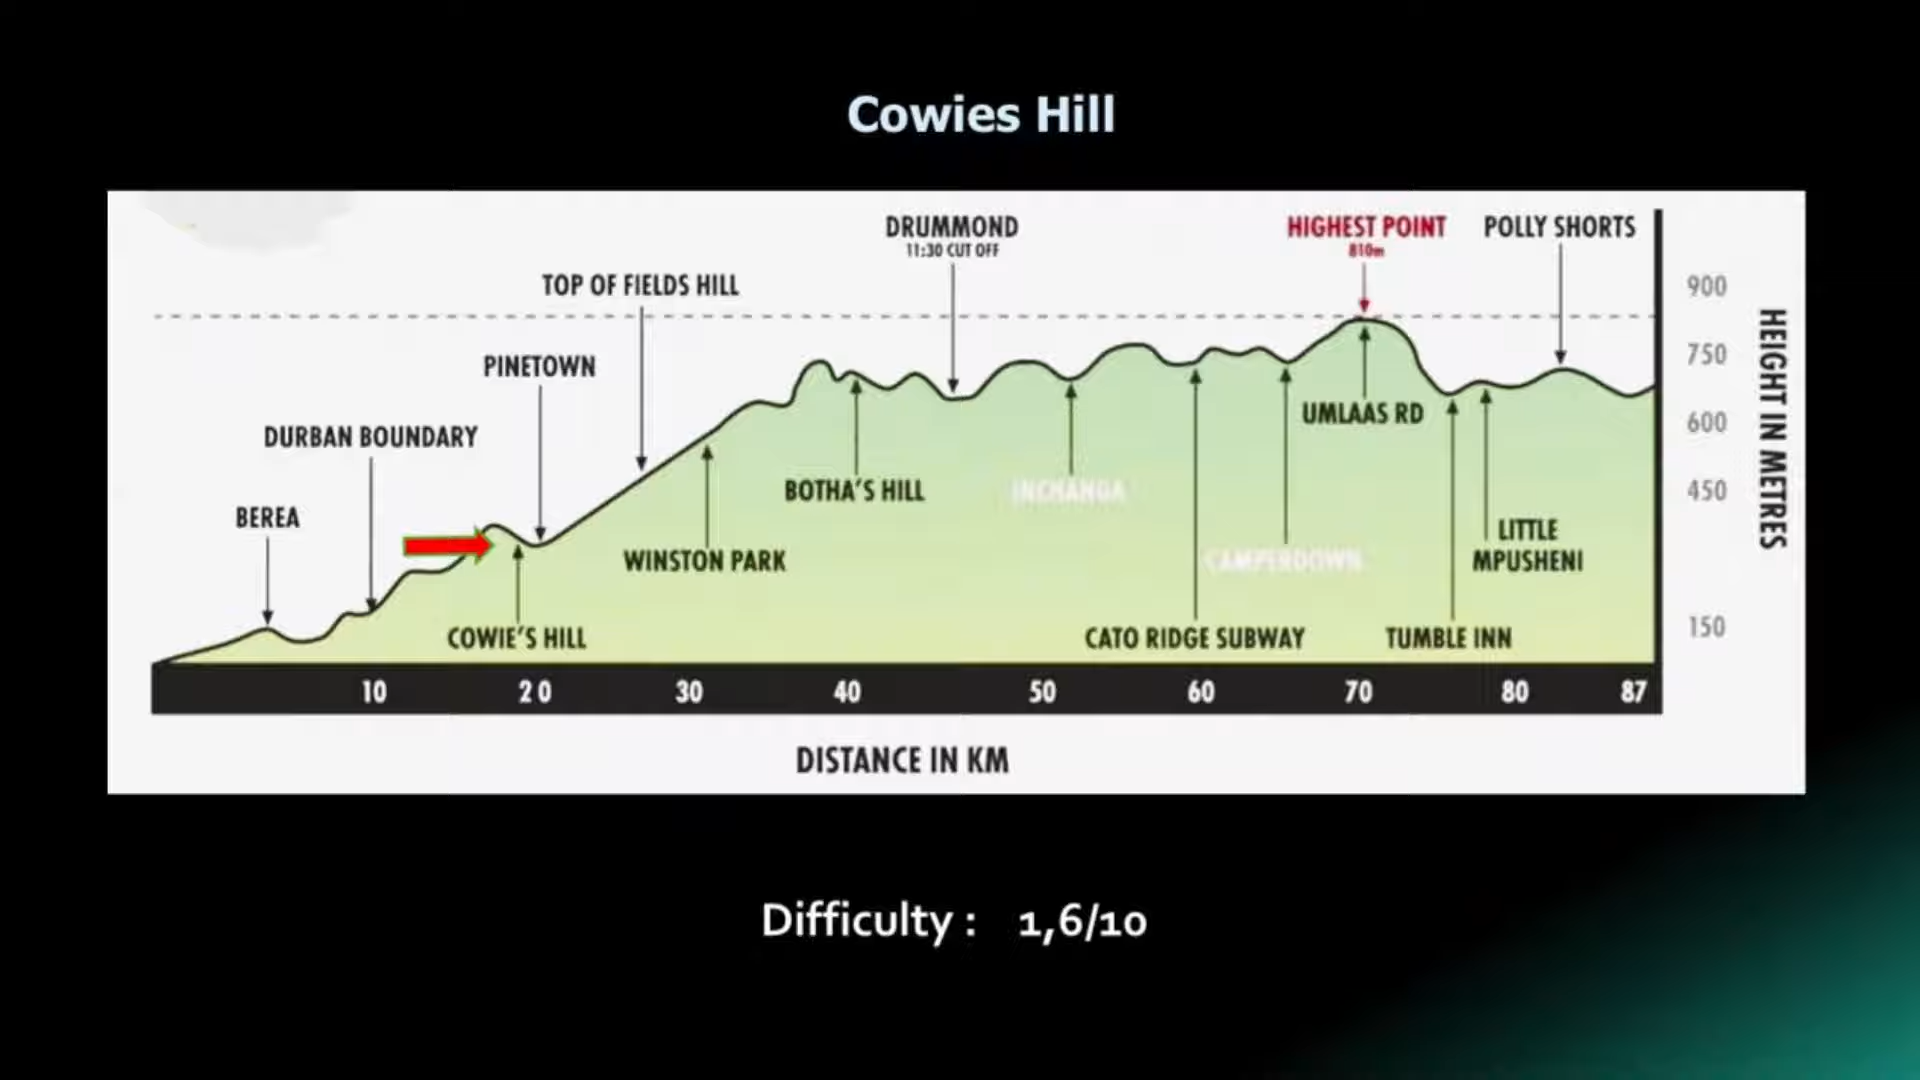 Cowies Hill
DRUMMOND
11:30 CUT OFF
HIGHEST POINT
810m
POLLY SHORTS
TOP OF FIELDS HILL
900
PINETOWN
750
DURBAN BOUNDARY
UMLAAS RD
600
BOTHA'S HILL
INCHANGA
450
BEREA
WINSTON PARK
CAMPERDOWN
LITTLE
MPUSHENI
COWIE'S HILL
CATO RIDGE SUBWAY
TUMBLE INN
150
HEIGHT IN METRES
10 20 30 40 50 60 70 80 87
DISTANCE IN KM
Difficulty : 1,6/10